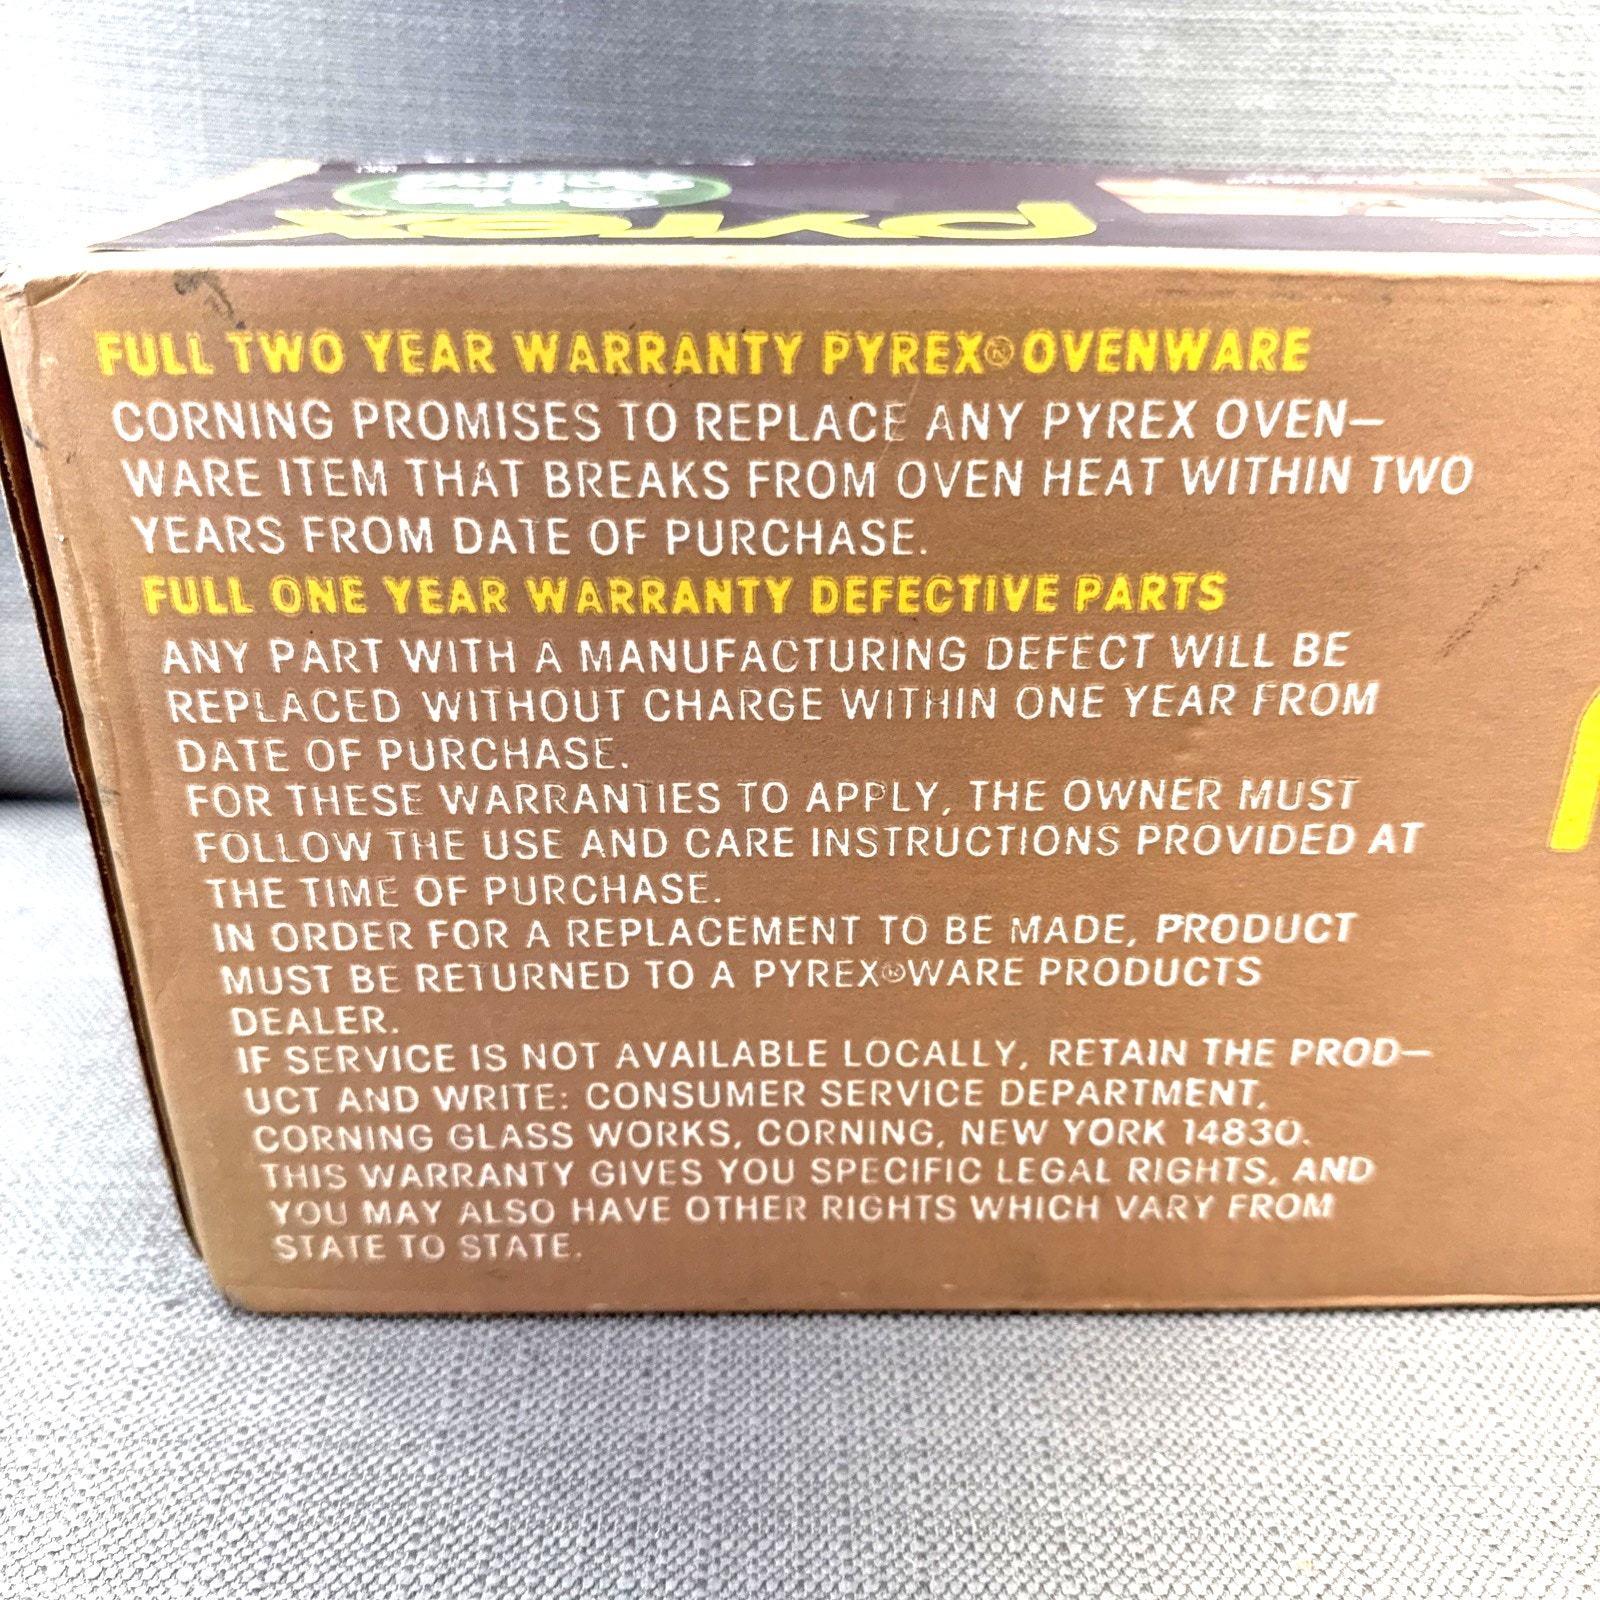 pyrex
FULL TWO YEAR WARRANTY PYREX® OVENWARE
CORNING PROMISES TO REPLACE ANY PYREX OVEN-
WARE ITEM THAT BREAKS FROM OVEN HEAT WITHIN TWO
YEARS FROM DATE OF PURCHASE.
FULL ONE YEAR WARRANTY DEFECTIVE PARTS
ANY PART WITH A MANUFACTURING DEFECT WILL BE
REPLACED WITHOUT CHARGE WITHIN ONE YEAR FROM
DATE OF PURCHASE.
FOR THESE WARRANTIES TO APPLY, THE OWNER MUST
FOLLOW THE USE AND CARE INSTRUCTIONS PROVIDED AT
THE TIME OF PURCHASE.
IN ORDER FOR A REPLACEMENT TO BE MADE, PRODUCT
MUST BE RETURNED TO A PYREX® WARE PRODUCTS
DEALER.
IF SERVICE IS NOT AVAILABLE LOCALLY, RETAIN THE PROD-
UCT AND WRITE: CONSUMER SERVICE DEPARTMENT,
CORNING GLASS WORKS, CORNING, NEW YORK 14830.
THIS WARRANTY GIVES YOU SPECIFIC LEGAL RIGHTS, AND
YOU MAY ALSO HAVE OTHER RIGHTS WHICH VARY FROM
STATE TO STATE.